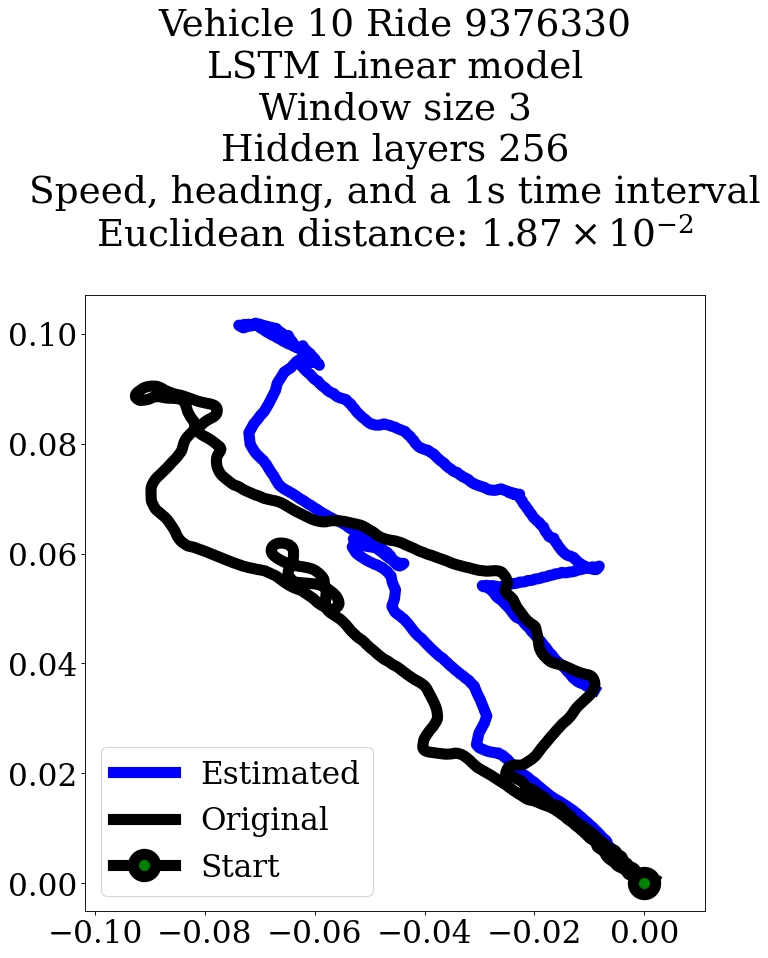 Vehicle 10 Ride 9376330
LSTM Linear model
Window size 3
Hidden layers 256
Speed, heading, and a 1s time interval
Euclidean distance: 1.87 × 10⁻²
0.10
0.08
0.06
0.04
0.02
0.00
Estimated
Original
Start
−0.10 −0.08 −0.06 −0.04 −0.02 0.00